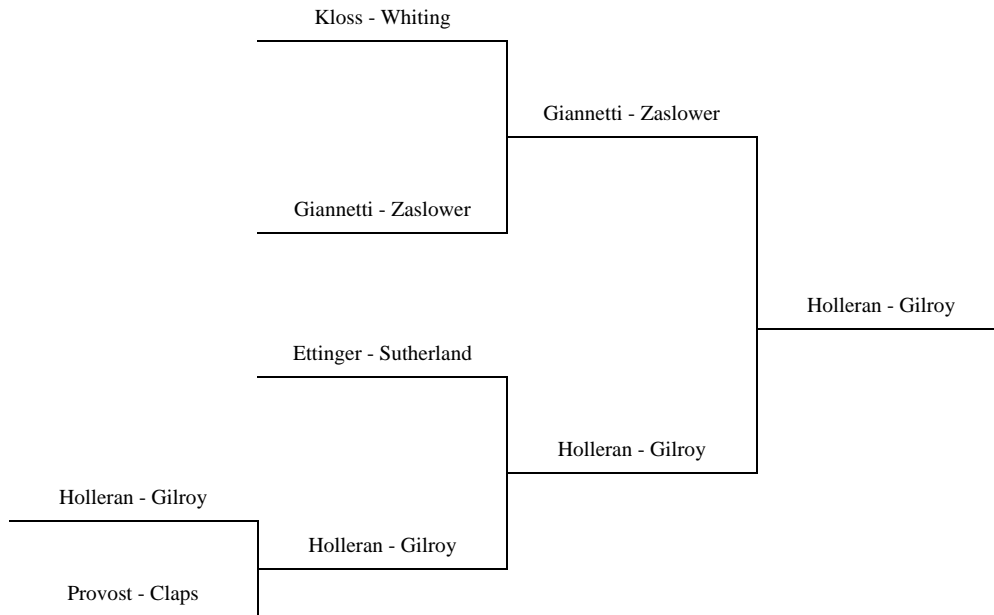 Kloss - Whiting
Giannetti - Zaslower
Giannetti - Zaslower
Holleran - Gilroy
Ettinger - Sutherland
Holleran - Gilroy
Holleran - Gilroy
Holleran - Gilroy
Provost - Claps